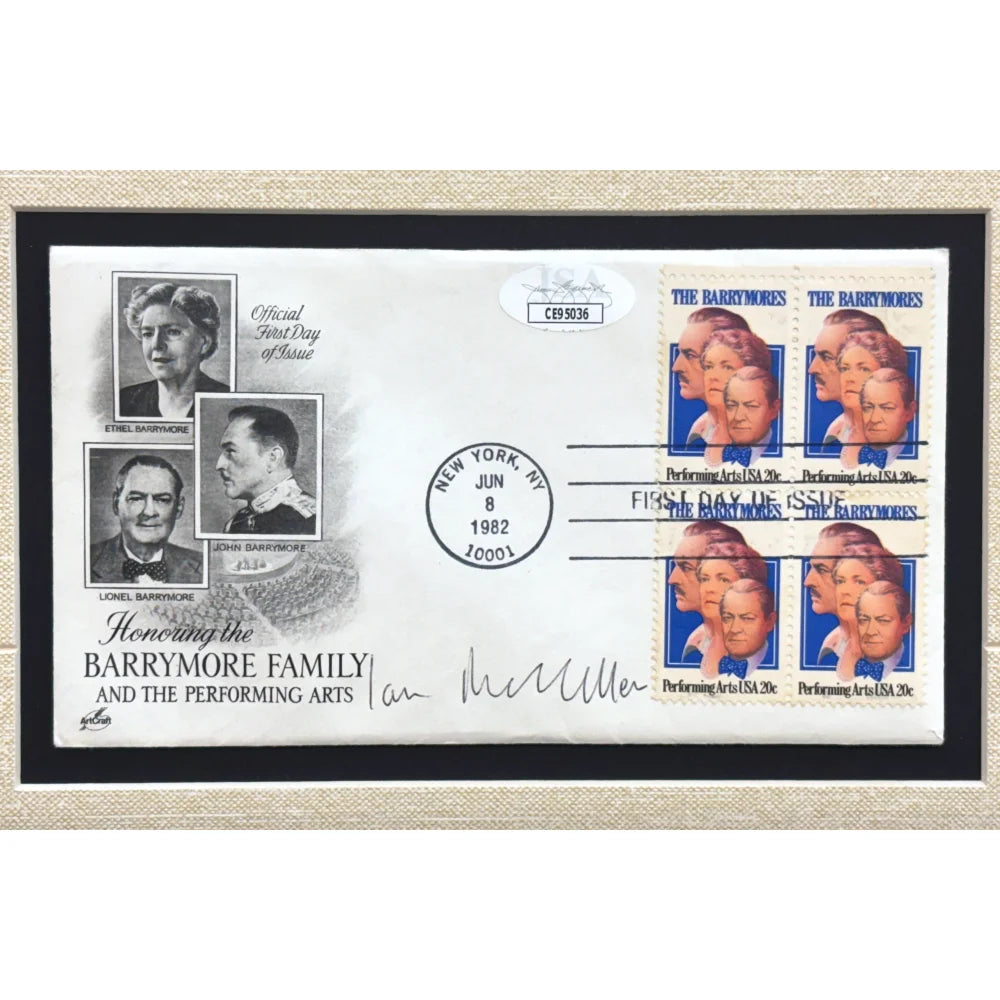 Official
First Day
of Issue
ETHEL BARRYMORE
JOHN BARRYMORE
LIONEL BARRYMORE
Honoring the
BARRYMORE FAMILY
AND THE PERFORMING ARTS
ArtCraft
Ian McKellen
JSA
CE95036
NEW YORK, NY
JUN
8
1982
10001
FIRST DAY OF ISSUE
THE BARRYMORES
Performing Arts USA 20c
THE BARRYMORES
Performing Arts USA 20c
THE BARRYMORES
Performing Arts USA 20c
THE BARRYMORES
Performing Arts USA 20c